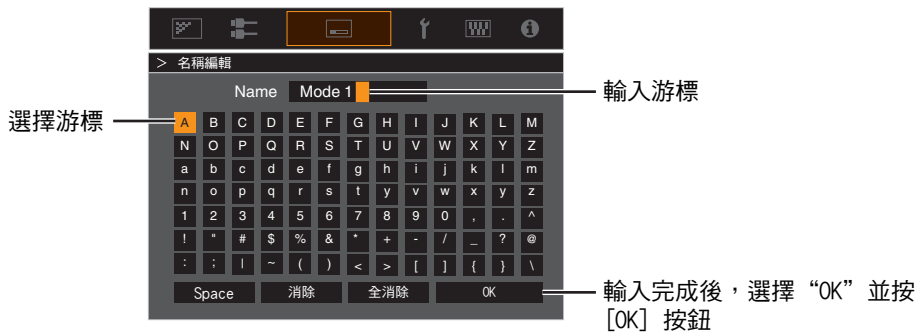 > 名稱編輯
Name Mode 1
輸入游標
選擇游標
A B C D E F G H I J K L M
N O P Q R S T U V W X Y Z
a b c d e f g h i j k l m
n o p q r s t y v w x y z
1 2 3 4 5 6 7 8 9 0 , . ^
! " # $ % & * + - / _ ? @
: ; | ~ ( ) < > [ ] { } \
Space 消除 全消除 OK
輸入完成後,選擇“OK”並按
[OK] 按鈕